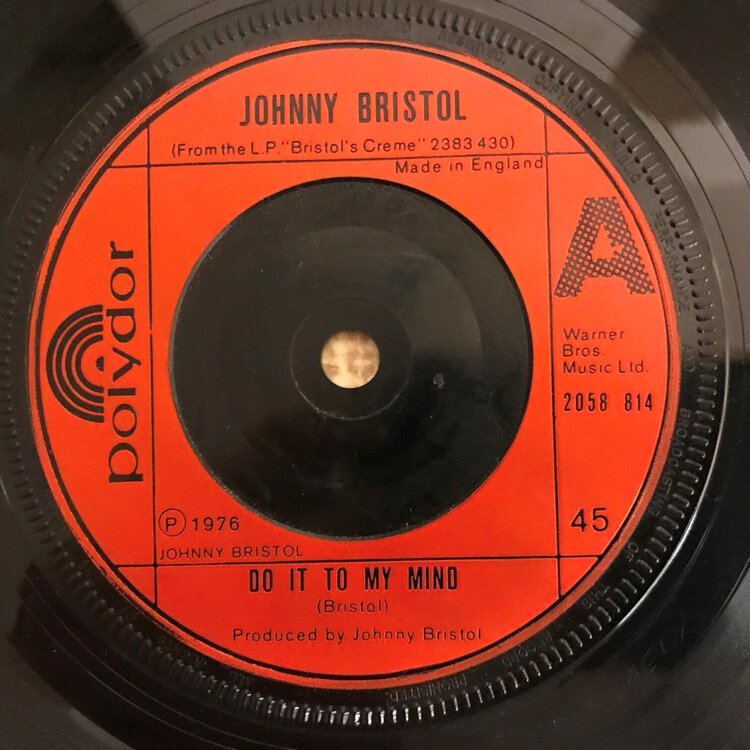 JOHNNY BRISTOL
(From the L.P. "Bristol's Creme" 2383 430)
Made in England
A
polydor
Warner
Bros.
Music Ltd.
2058 814
℗ 1976
JOHNNY BRISTOL
45
DO IT TO MY MIND
(Bristol)
Produced by Johnny Bristol